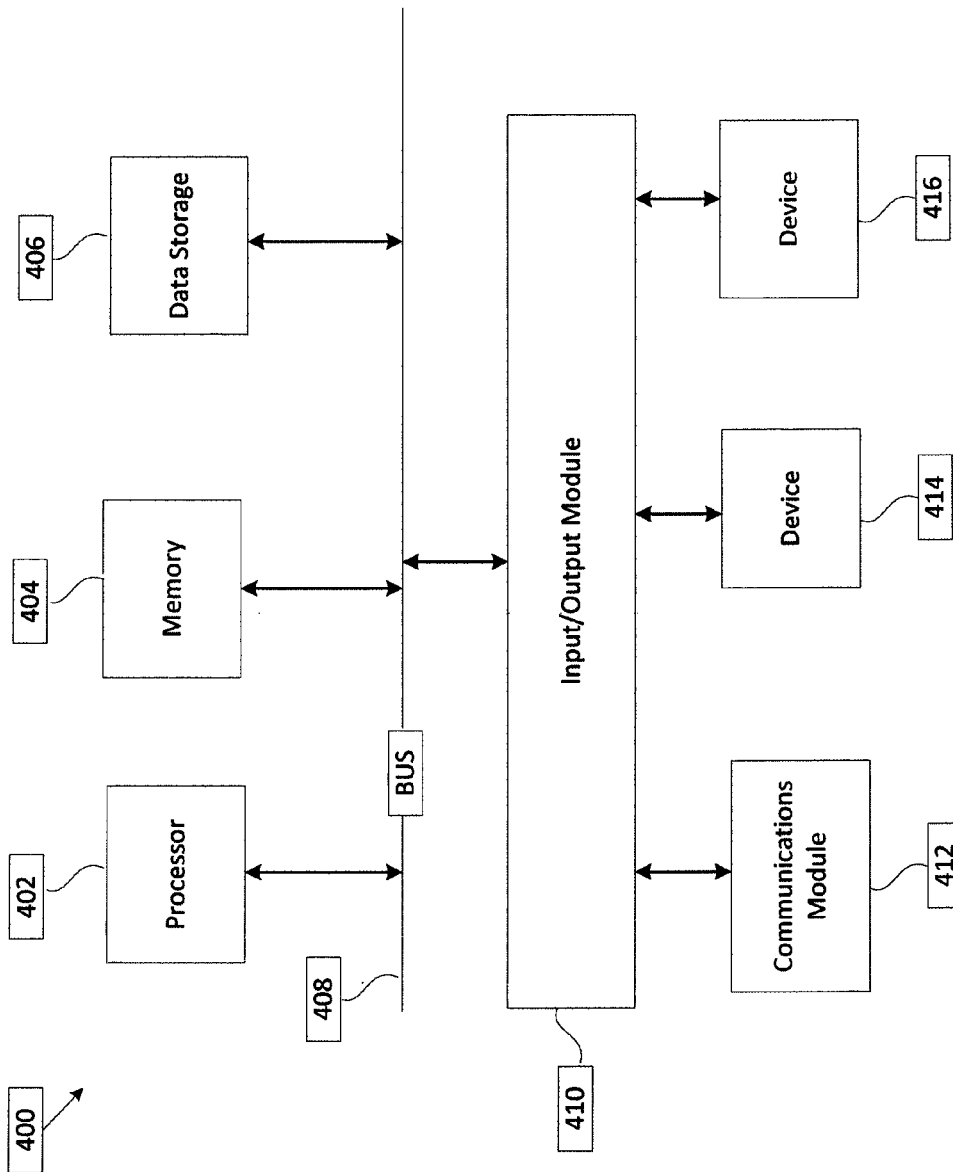 400
402
Processor
404
Memory
406
Data Storage
408
BUS
410
Input/Output Module
412
Communications
Module
414
Device
416
Device